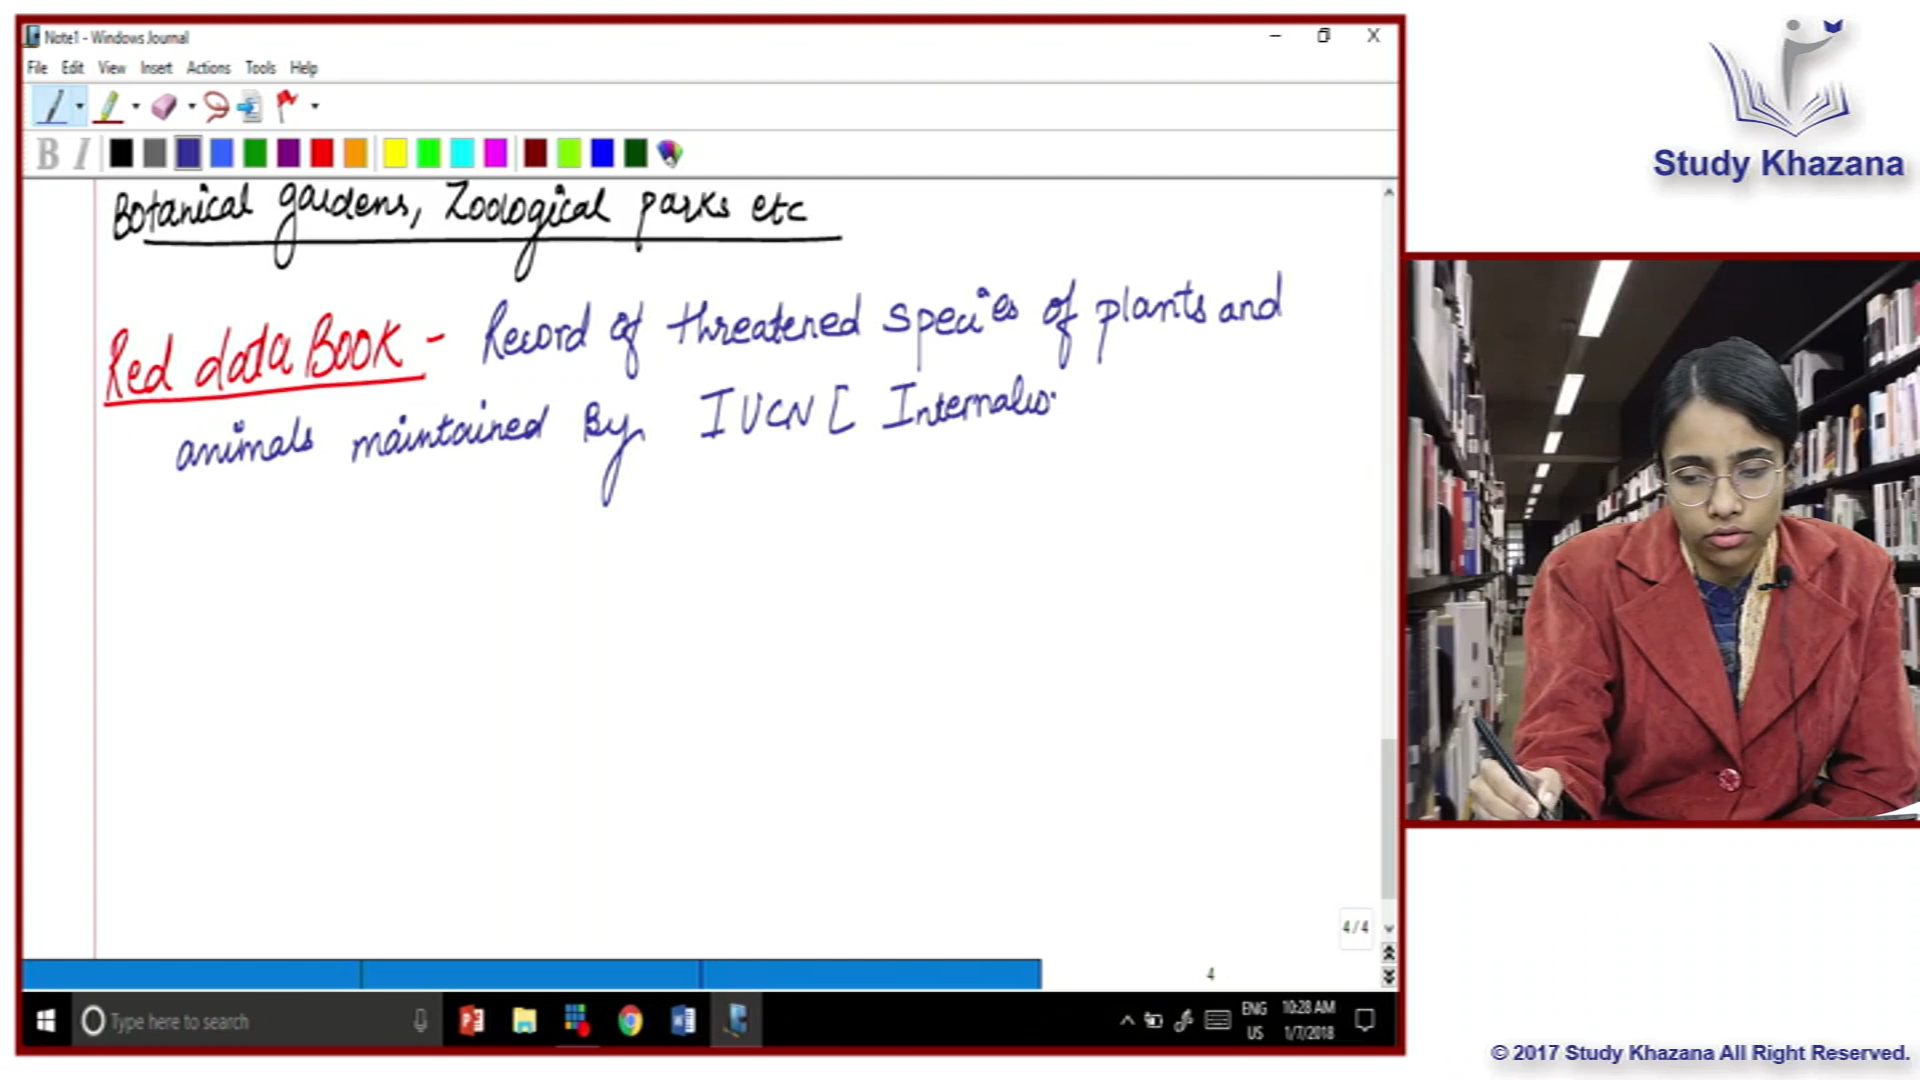 Note1 - Windows Journal
File Edit View Insert Actions Tools Help
B I
Botanical gardens, Zoological parks etc
Red data Book - Record of threatened species of plants and
animals maintained By IUCN [
4 / 4
4
Type here to search
ENG
US
10:28 AM
1/7/2018
Study Khazana
© 2017 Study Khazana All Right Reserved.